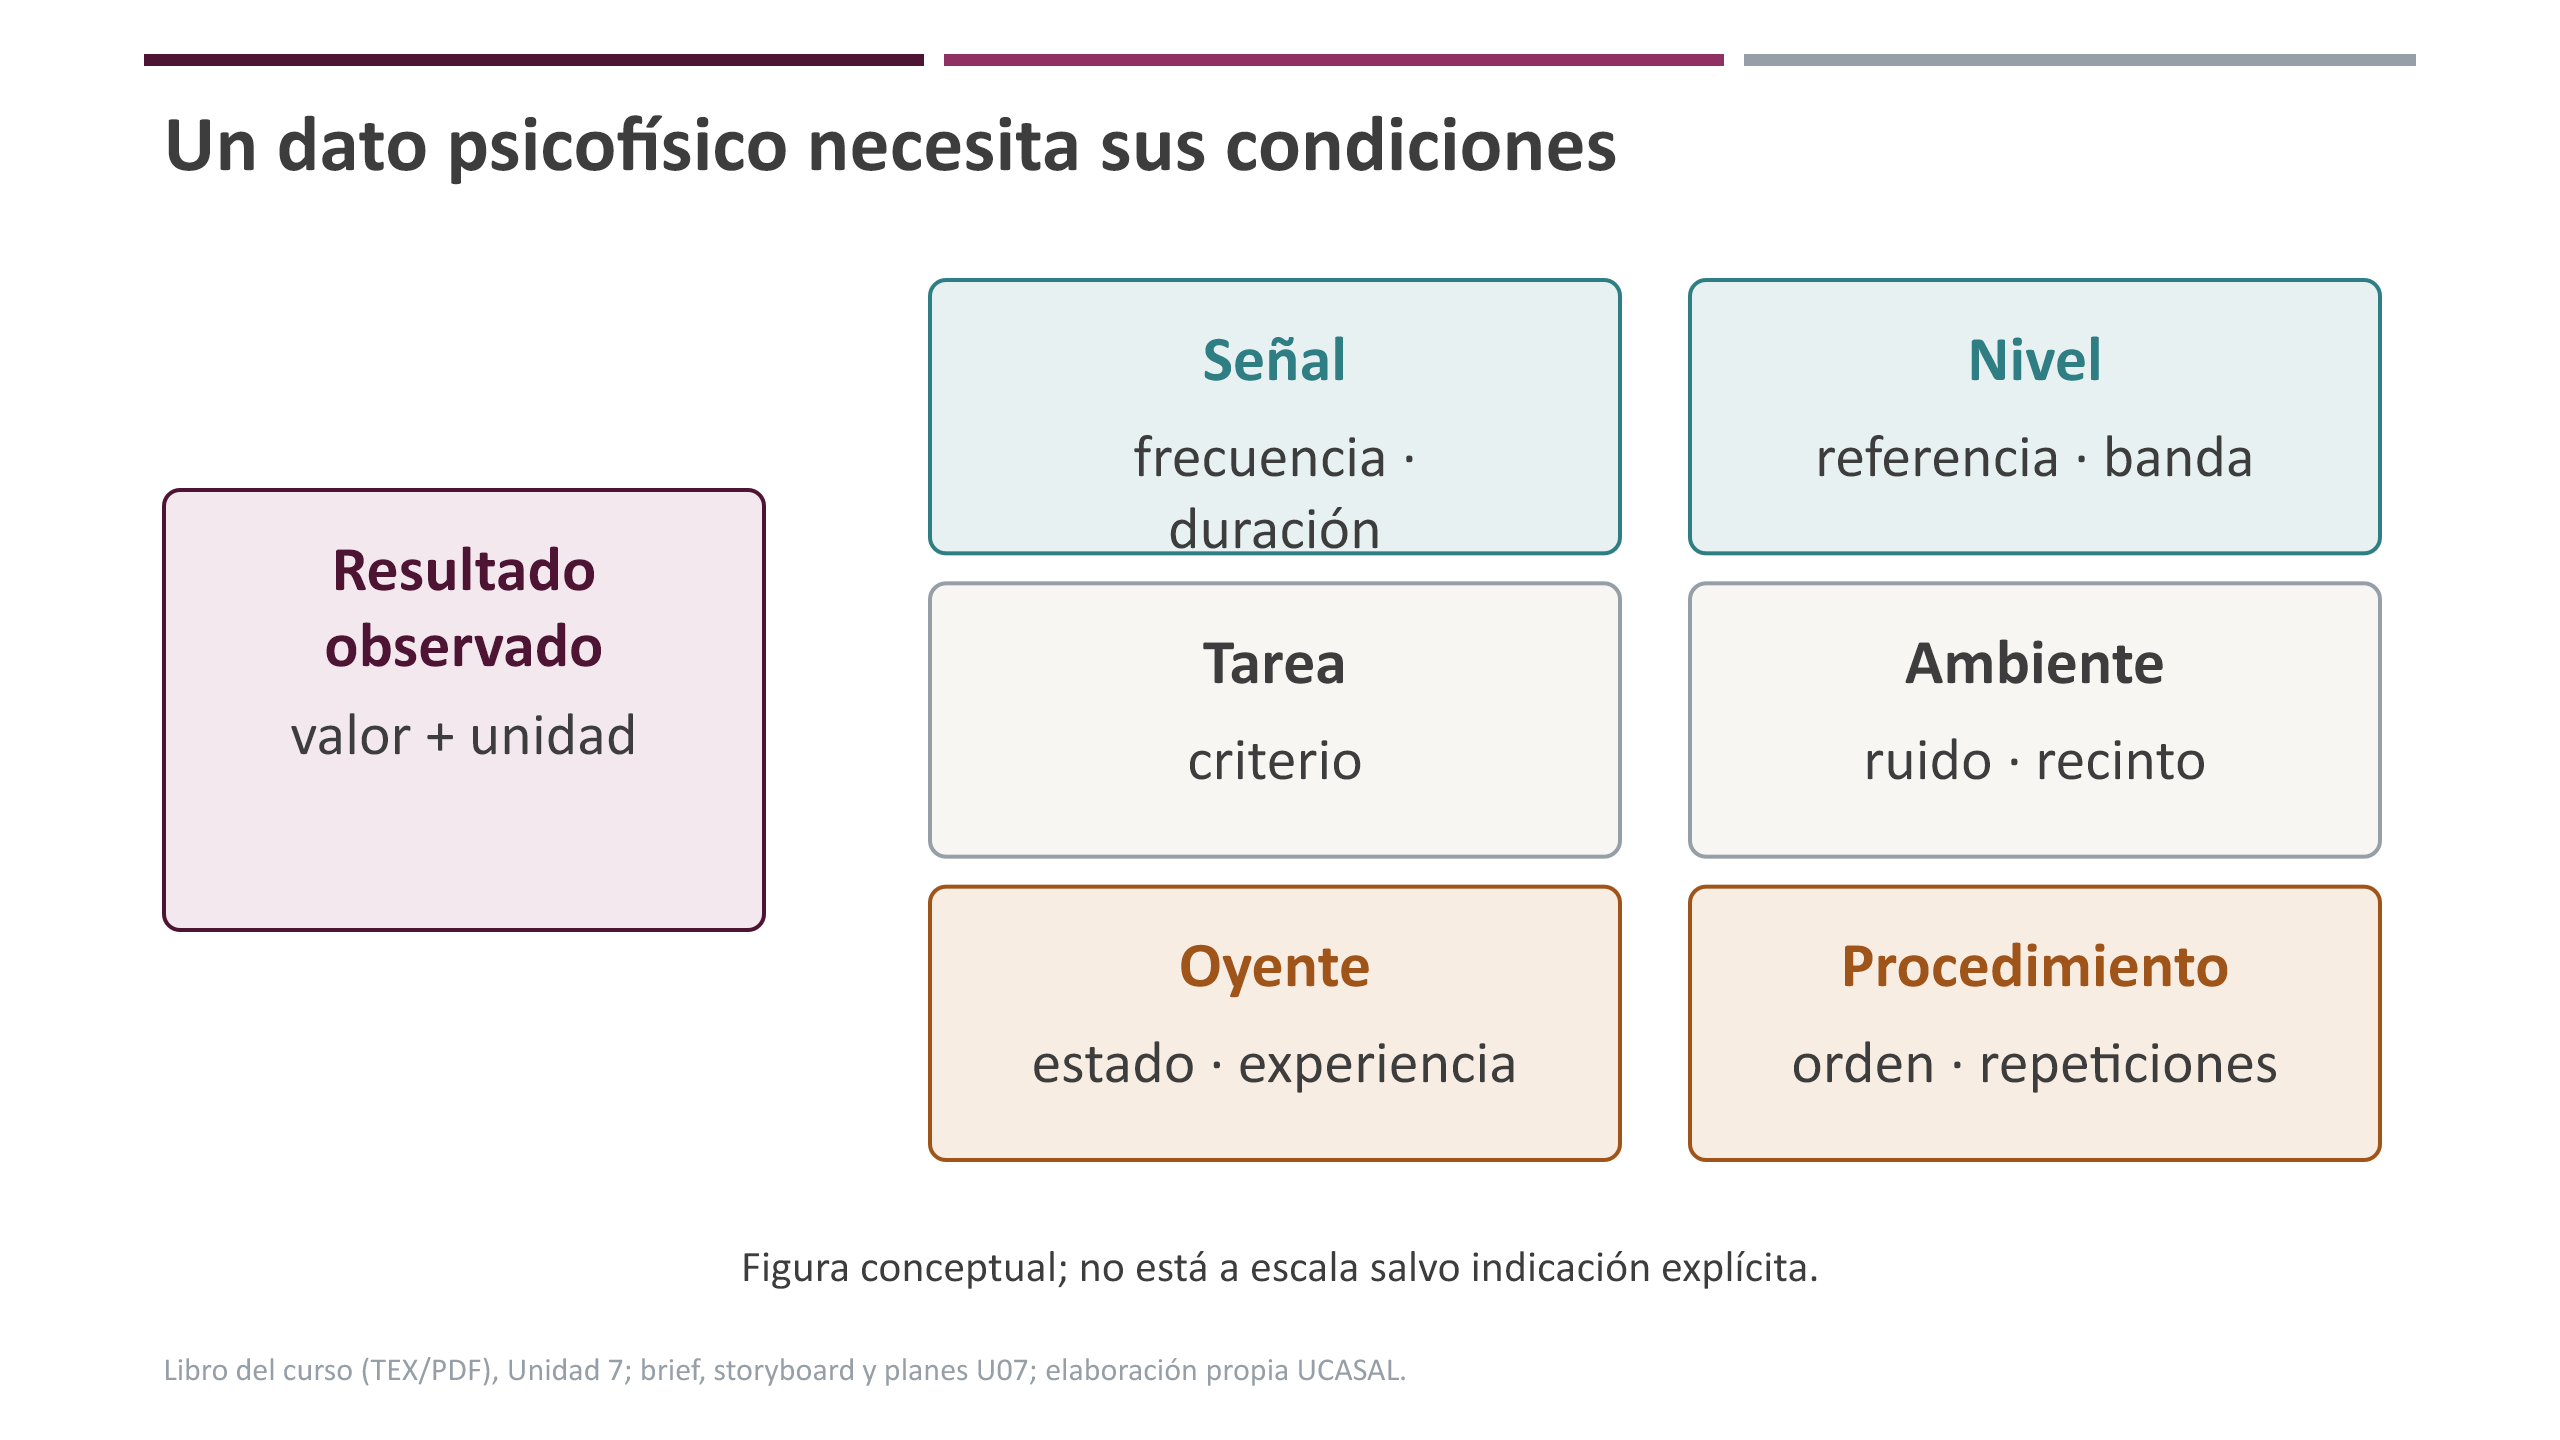 Un dato psicofísico necesita sus condiciones
Resultado
observado
valor + unidad
Señal
frecuencia ·
duración
Nivel
referencia · banda
Tarea
criterio
Ambiente
ruido · recinto
Oyente
estado · experiencia
Procedimiento
orden · repeticiones
Figura conceptual; no está a escala salvo indicación explícita.
Libro del curso (TEX/PDF), Unidad 7; brief, storyboard y planes U07; elaboración propia UCASAL.